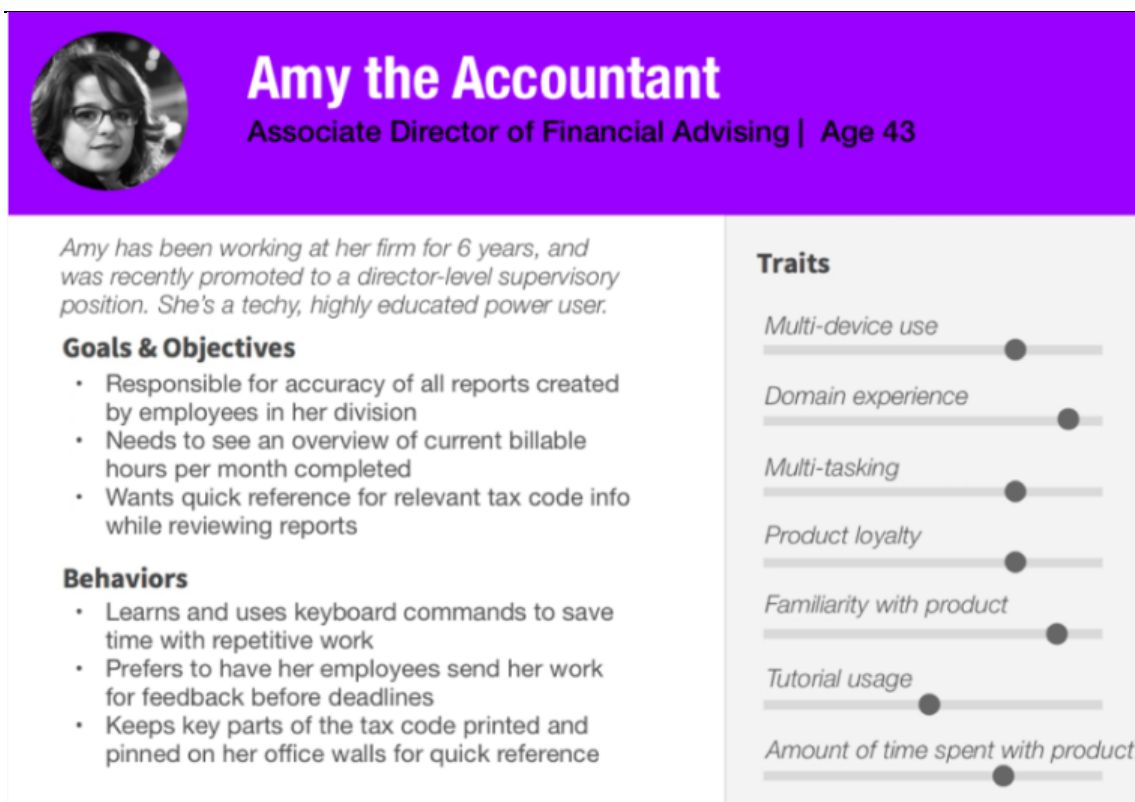 Amy the Accountant
Associate Director of Financial Advising | Age 43
Amy has been working at her firm for 6 years, and
was recently promoted to a director-level supervisory
position. She's a techy, highly educated power user.
Goals & Objectives
• Responsible for accuracy of all reports created
by employees in her division
• Needs to see an overview of current billable
hours per month completed
• Wants quick reference for relevant tax code info
while reviewing reports
Behaviors
• Learns and uses keyboard commands to save
time with repetitive work
• Prefers to have her employees send her work
for feedback before deadlines
• Keeps key parts of the tax code printed and
pinned on her office walls for quick reference
Traits
Multi-device use
Domain experience
Multi-tasking
Product loyalty
Familiarity with product
Tutorial usage
Amount of time spent with product